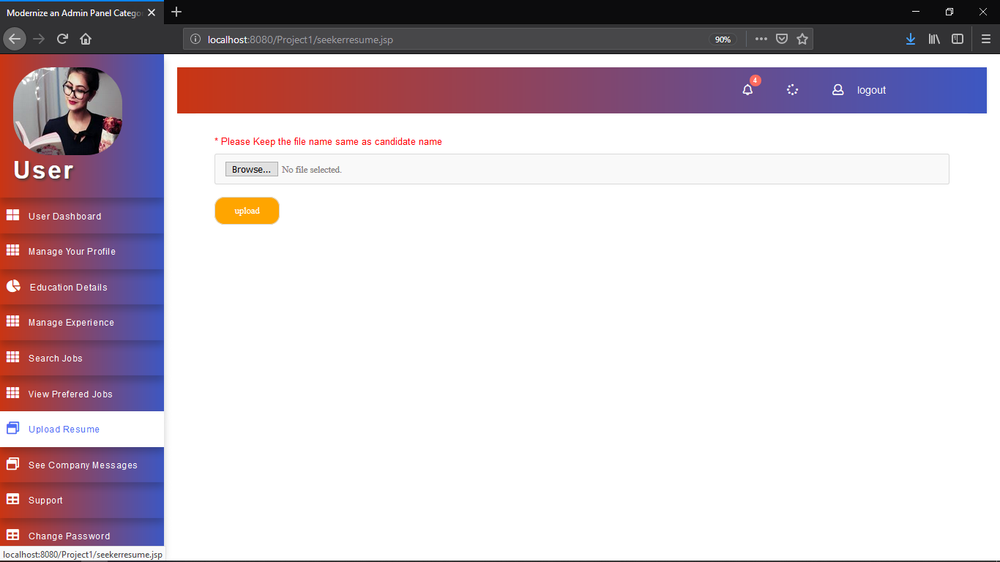 Modernize an Admin Panel Catego
localhost:8080/Project1/seekerresume.jsp
90%
4
logout
User
* Please Keep the file name same as candidate name
Browse... No file selected.
upload
User Dashboard
Manage Your Profile
Education Details
Manage Experience
Search Jobs
View Prefered Jobs
Upload Resume
See Company Messages
Support
Change Password
localhost:8080/Project1/seekerresume.jsp